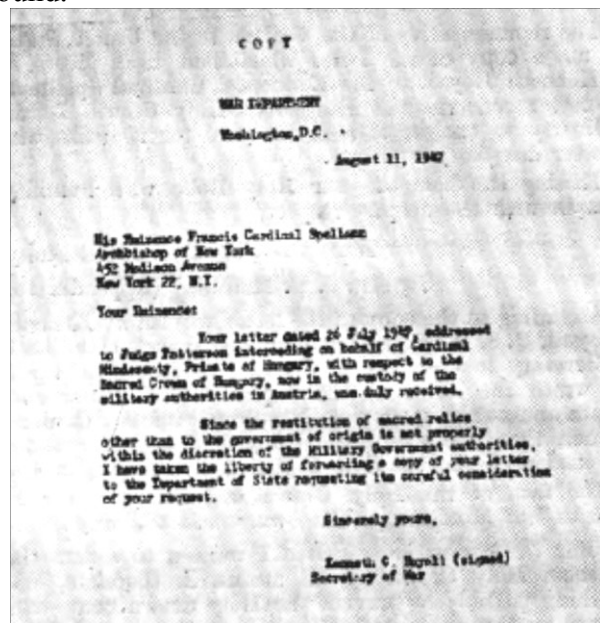 ound.
COPY
WAR DEPARTMENT
Washington, D.C.
August 11, 1947
His Eminence Francis Cardinal Spellman
Archbishop of New York
452 Madison Avenue
New York 22, N.Y.
Your Eminence:
Your letter dated 26 July 1947, addressed
to Judge Patterson interceding on behalf of Cardinal
Mindszenty, Primate of Hungary, with respect to the
Sacred Crown of Hungary, now in the custody of the
military authorities in Austria, was duly received.
Since the restitution of sacred relics
other than to the government of origin is not properly
within the discretion of the Military Government authorities,
I have taken the liberty of forwarding a copy of your letter
to the Department of State requesting its careful consideration
of your request.
Sincerely yours,
Kenneth C. (signed)
Secretary of War